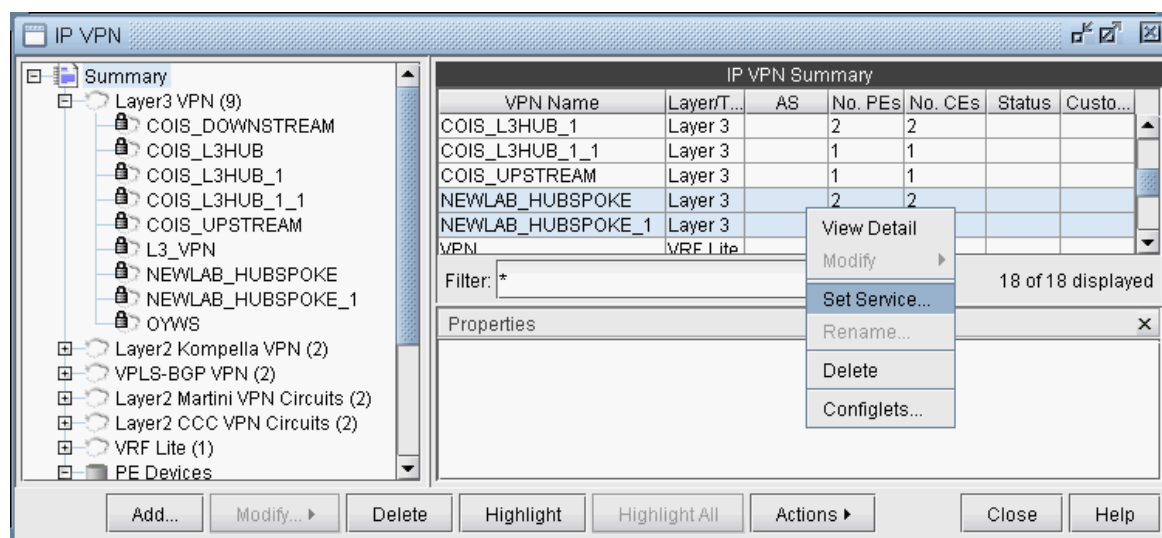 IP VPN
Summary
Layer3 VPN (9)
COIS_DOWNSTREAM
COIS_L3HUB
COIS_L3HUB_1
COIS_L3HUB_1_1
COIS_UPSTREAM
L3_VPN
NEWLAB_HUBSPOKE
NEWLAB_HUBSPOKE_1
OYWS
Layer2 Kompella VPN (2)
VPLS-BGP VPN (2)
Layer2 Martini VPN Circuits (2)
Layer2 CCC VPN Circuits (2)
VRF Lite (1)
PE Devices
IP VPN Summary
VPN Name Layer/T... AS No. PEs No. CEs Status Custo...
COIS_L3HUB_1 Layer 3 2 2
COIS_L3HUB_1_1 Layer 3 1 1
COIS_UPSTREAM Layer 3 1 1
NEWLAB_HUBSPOKE Layer 3 2 2
NEWLAB_HUBSPOKE_1 Layer 3
VPN VRF Lite
Filter: * 18 of 18 displayed
Properties
View Detail
Modify
Set Service...
Rename...
Delete
Configlets...
Add... Modify... Delete Highlight Highlight All Actions Close Help